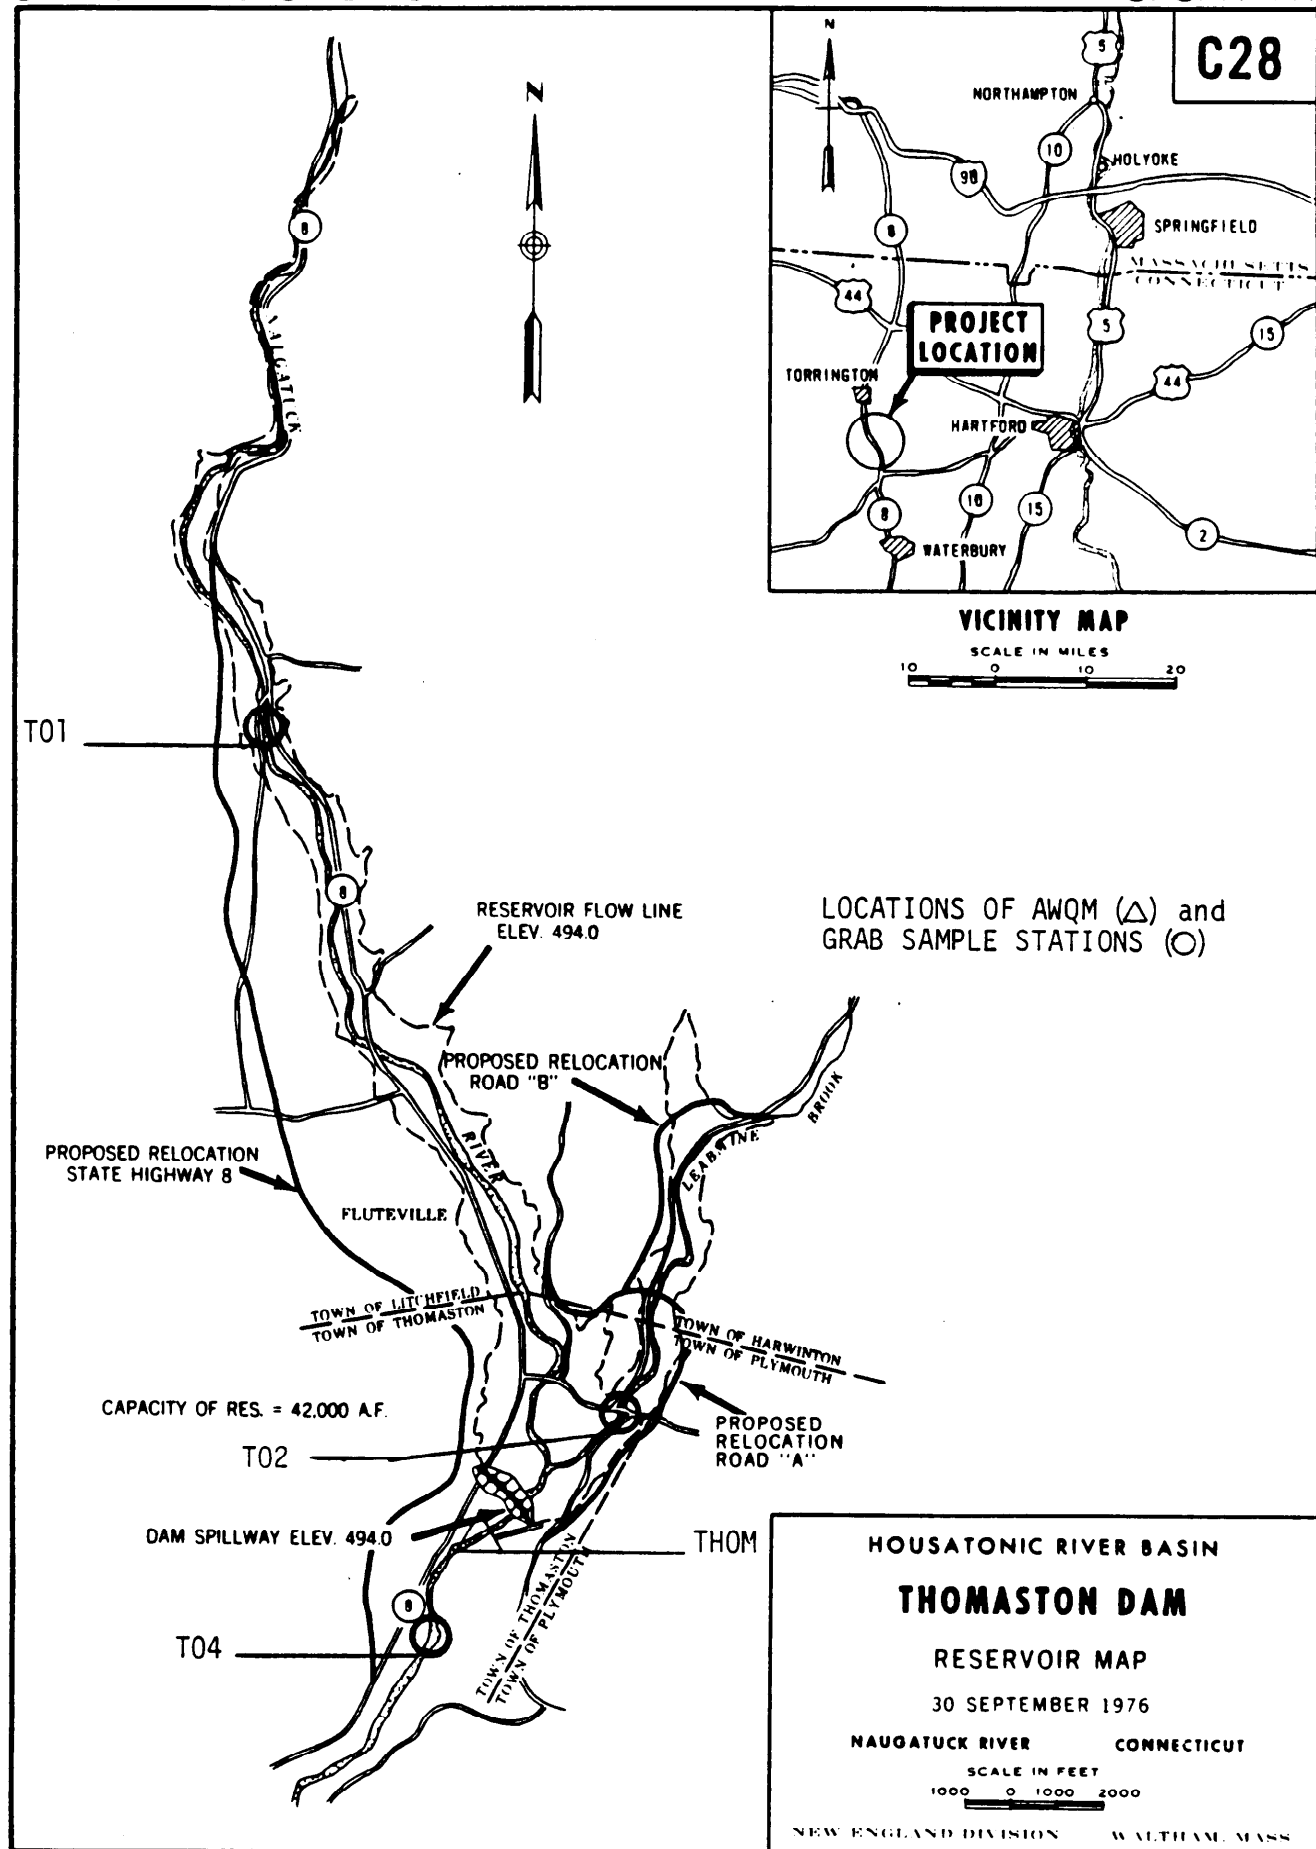 C28
N
5
NORTHAMPTON
10
HOLYOKE
90
8
SPRINGFIELD
MASSACHUSETTS
CONNECTICUT
44
5
15
PROJECT
LOCATION
TORRINGTON
44
HARTFORD
10
15
8
2
WATERBURY
VICINITY MAP
SCALE IN MILES
10 0 10 20
N
8
NAUGATUCK
T01
8
RESERVOIR FLOW LINE
ELEV. 494.0
LOCATIONS OF AWQM (△) and
GRAB SAMPLE STATIONS (○)
PROPOSED RELOCATION
ROAD "B"
BROOK
LEADMINE
RIVER
PROPOSED RELOCATION
STATE HIGHWAY 8
FLUTEVILLE
TOWN OF LITCHFIELD
TOWN OF THOMASTON
TOWN OF HARWINTON
TOWN OF PLYMOUTH
CAPACITY OF RES. = 42,000 A.F.
T02
PROPOSED
RELOCATION
ROAD "A"
DAM SPILLWAY ELEV. 494.0
THOM
TOWN OF THOMASTON
TOWN OF PLYMOUTH
8
T04
HOUSATONIC RIVER BASIN
THOMASTON DAM
RESERVOIR MAP
30 SEPTEMBER 1976
NAUGATUCK RIVER CONNECTICUT
SCALE IN FEET
1000 0 1000 2000
NEW ENGLAND DIVISION WALTHAM, MASS